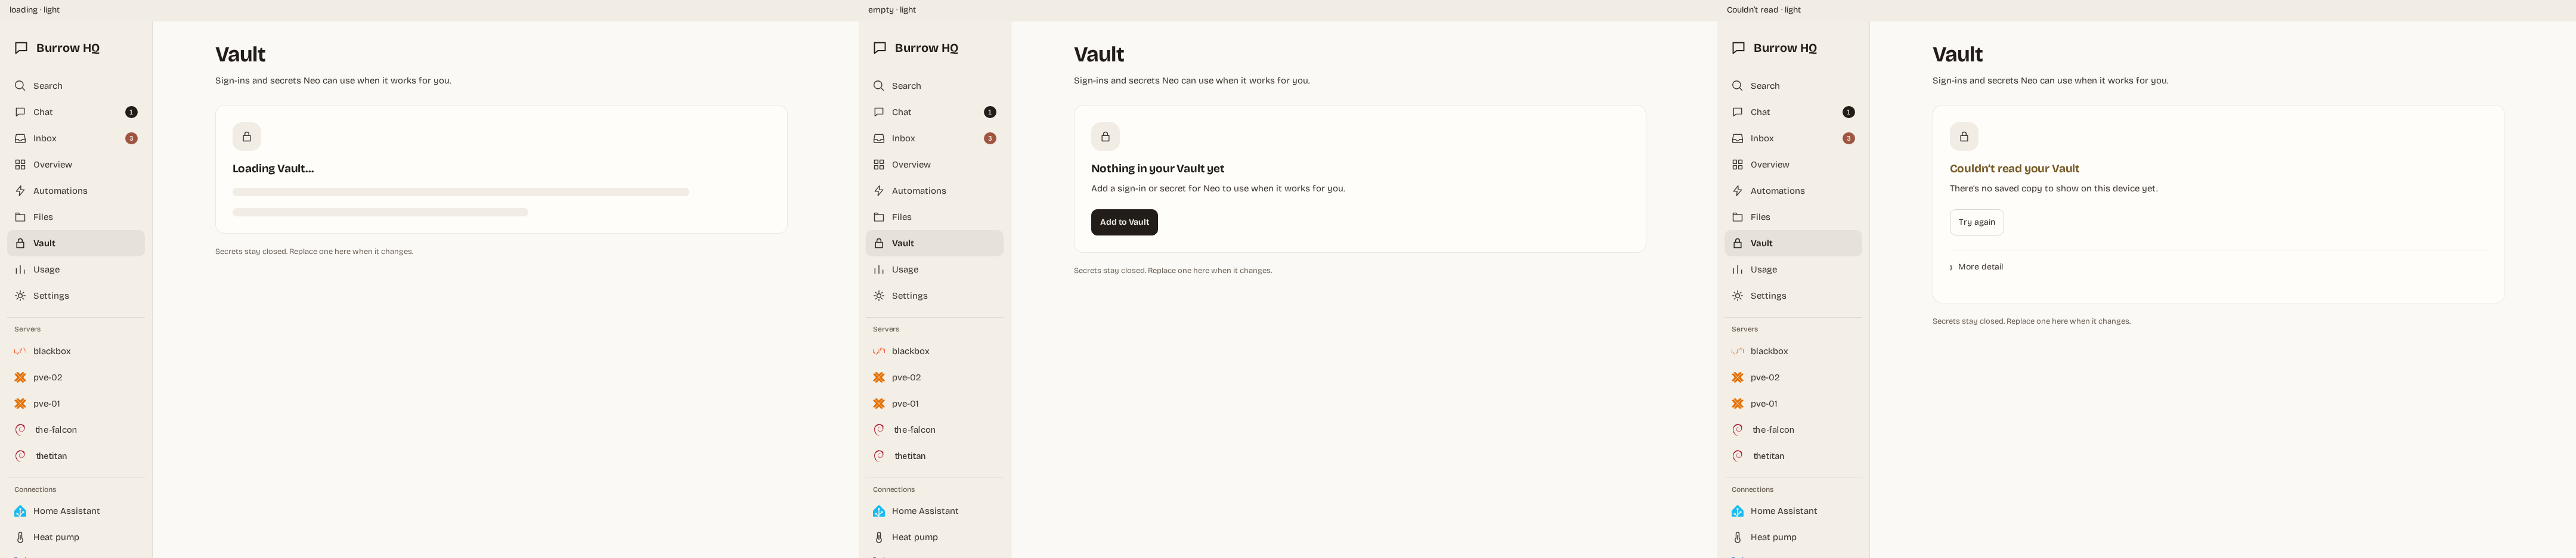 loading · light
Burrow HQ
Search
Chat 1
Inbox 3
Overview
Automations
Files
Vault
Usage
Settings
Servers
blackbox
pve-02
pve-01
the-falcon
thetitan
Connections
Home Assistant
Heat pump
Vault
Sign-ins and secrets Neo can use when it works for you.
Loading Vault...
Secrets stay closed. Replace one here when it changes.
empty · light
Burrow HQ
Search
Chat 1
Inbox 3
Overview
Automations
Files
Vault
Usage
Settings
Servers
blackbox
pve-02
pve-01
the-falcon
thetitan
Connections
Home Assistant
Heat pump
Vault
Sign-ins and secrets Neo can use when it works for you.
Nothing in your Vault yet
Add a sign-in or secret for Neo to use when it works for you.
Add to Vault
Secrets stay closed. Replace one here when it changes.
Couldn't read · light
Burrow HQ
Search
Chat 1
Inbox 3
Overview
Automations
Files
Vault
Usage
Settings
Servers
blackbox
pve-02
pve-01
the-falcon
thetitan
Connections
Home Assistant
Heat pump
Vault
Sign-ins and secrets Neo can use when it works for you.
Couldn't read your Vault
There's no saved copy to show on this device yet.
Try again
More detail
Secrets stay closed. Replace one here when it changes.